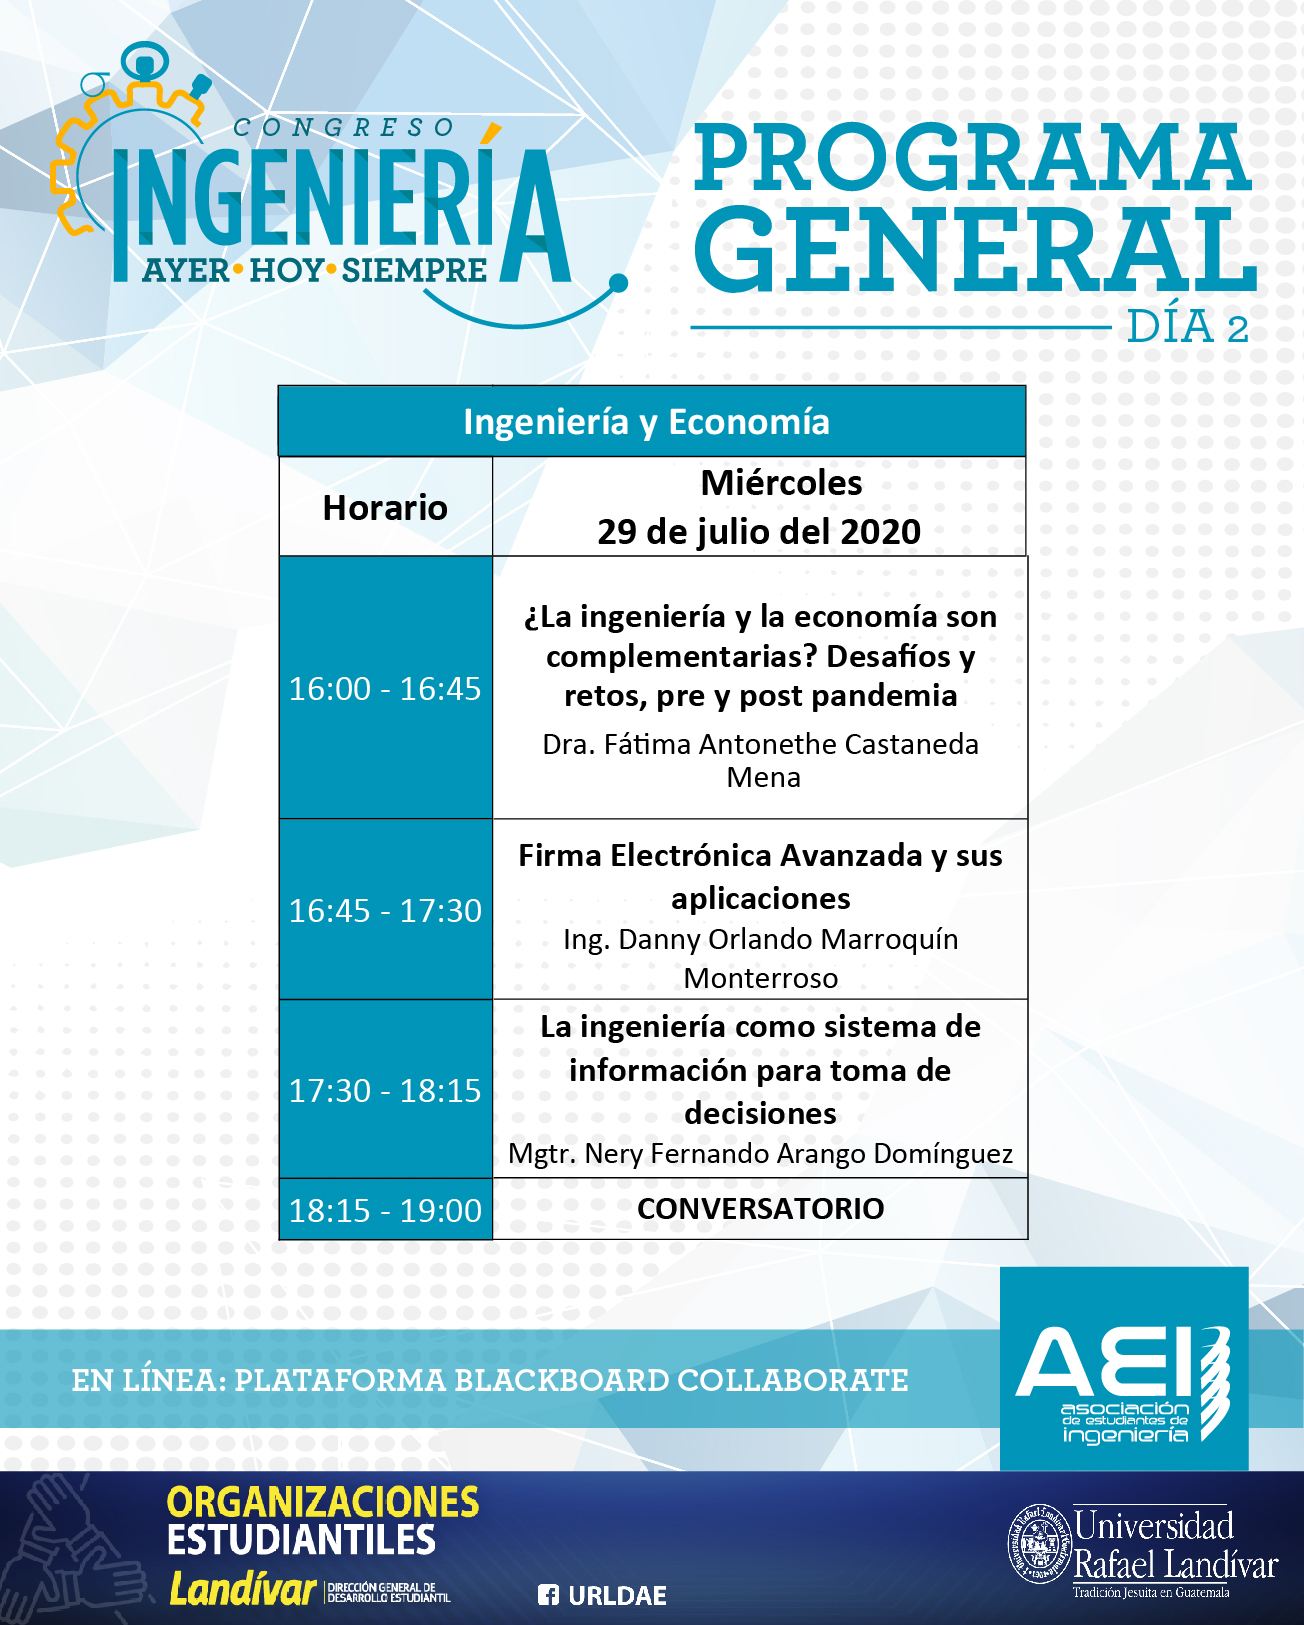 CONGRESO
INGENIERÍA
AYER • HOY • SIEMPRE
PROGRAMA
GENERAL
DÍA 2
Ingeniería y Economía
Horario
Miércoles
29 de julio del 2020
16:00 - 16:45
¿La ingeniería y la economía son
complementarias? Desafíos y
retos, pre y post pandemia
Dra. Fátima Antonethe Castaneda
Mena
16:45 - 17:30
Firma Electrónica Avanzada y sus
aplicaciones
Ing. Danny Orlando Marroquín
Monterroso
17:30 - 18:15
La ingeniería como sistema de
información para toma de
decisiones
Mgtr. Nery Fernando Arango Domínguez
18:15 - 19:00
CONVERSATORIO
EN LÍNEA: PLATAFORMA BLACKBOARD COLLABORATE
AEI
asociación
de estudiantes de
ingeniería
ORGANIZACIONES
ESTUDIANTILES
Landívar
DIRECCIÓN GENERAL DE
DESARROLLO ESTUDIANTIL
URLDAE
Universidad
Rafael Landívar
Tradición Jesuita en Guatemala